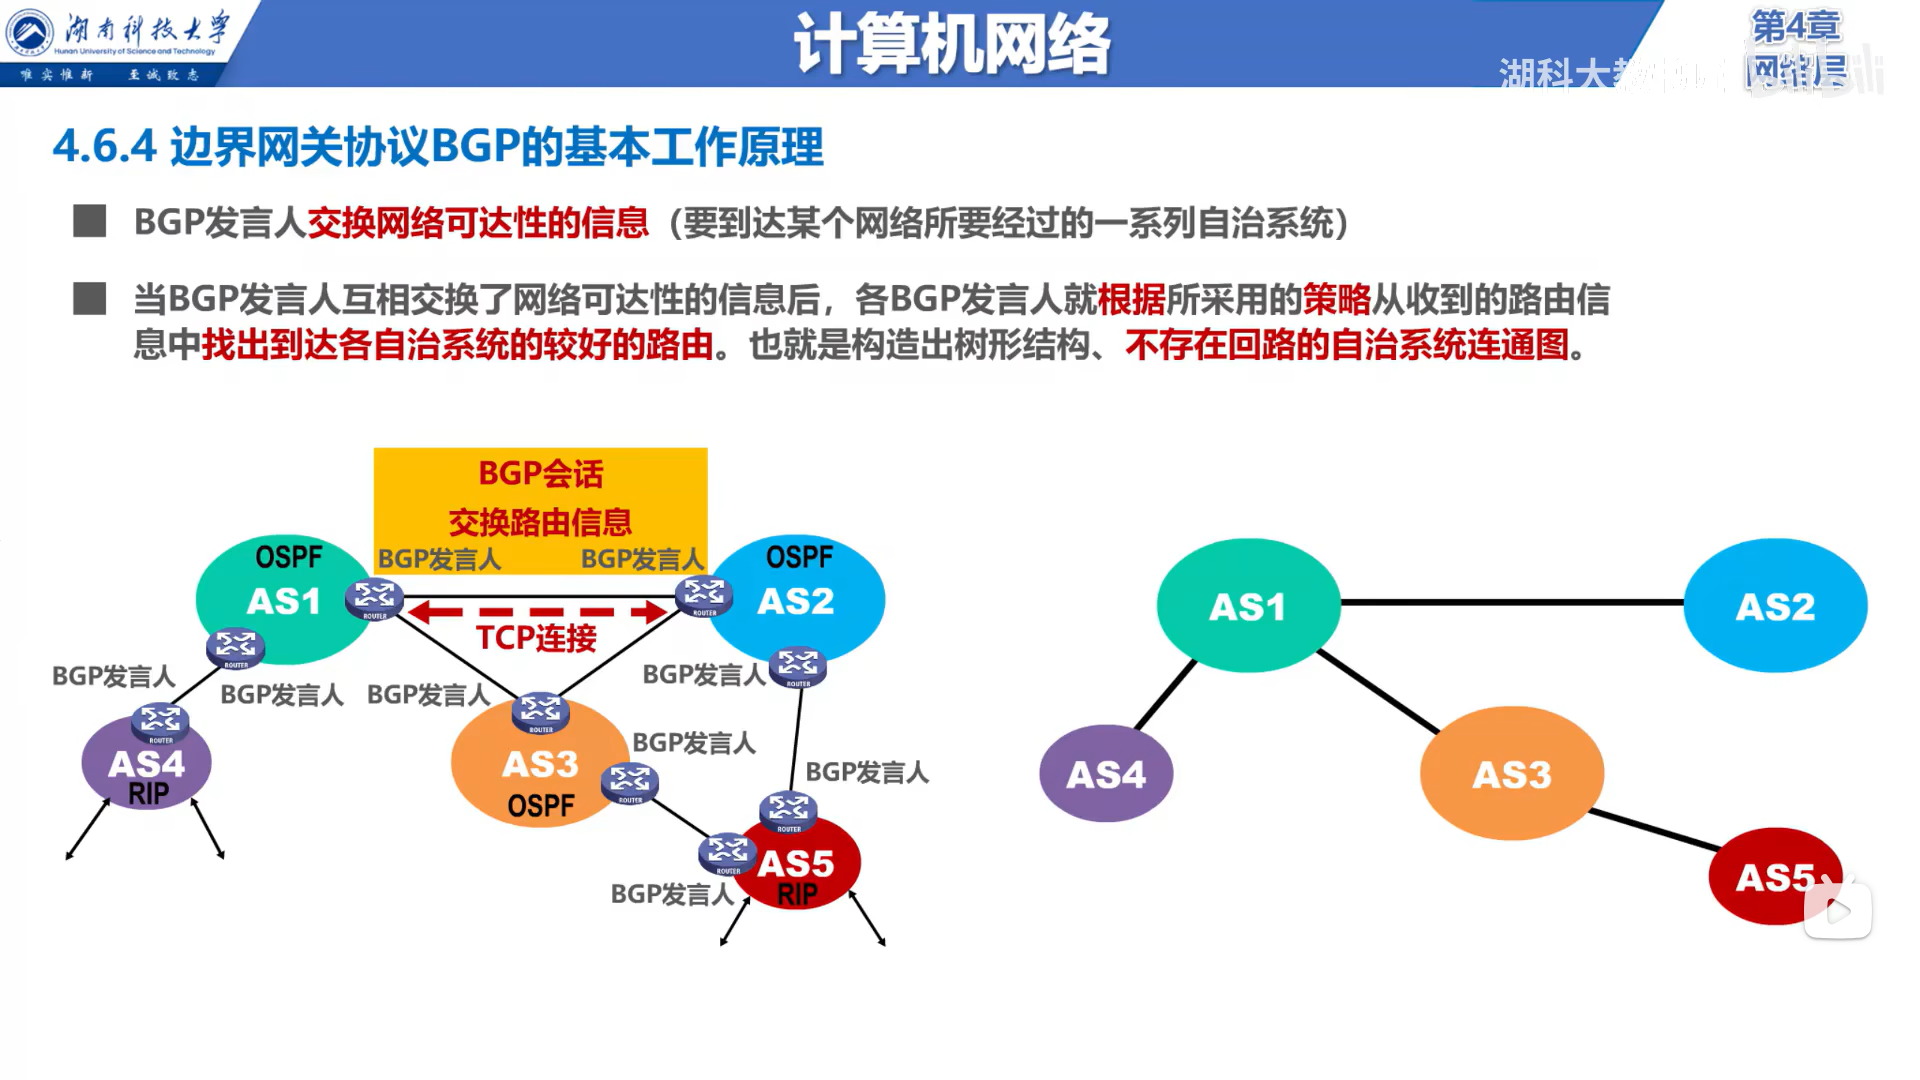 湖南科技大学
Hunan University of Science and Technology
唯实惟新 至诚致志
计算机网络
第4章
网络层
湖科大教书匠
4.6.4 边界网关协议BGP的基本工作原理
BGP发言人交换网络可达性的信息（要到达某个网络所要经过的一系列自治系统）
当BGP发言人互相交换了网络可达性的信息后，各BGP发言人就根据所采用的策略从收到的路由信
息中找出到达各自治系统的较好的路由。也就是构造出树形结构、不存在回路的自治系统连通图。
BGP会话
交换路由信息
BGP发言人 BGP发言人
OSPF
AS1
ROUTER
ROUTER
OSPF
AS2
TCP连接
ROUTER
BGP发言人
BGP发言人
BGP发言人
BGP发言人
ROUTER
ROUTER
AS4
RIP
ROUTER
AS3
OSPF
BGP发言人
ROUTER
BGP发言人
ROUTER
ROUTER
AS5
RIP
BGP发言人
AS1
AS2
AS4
AS3
AS5